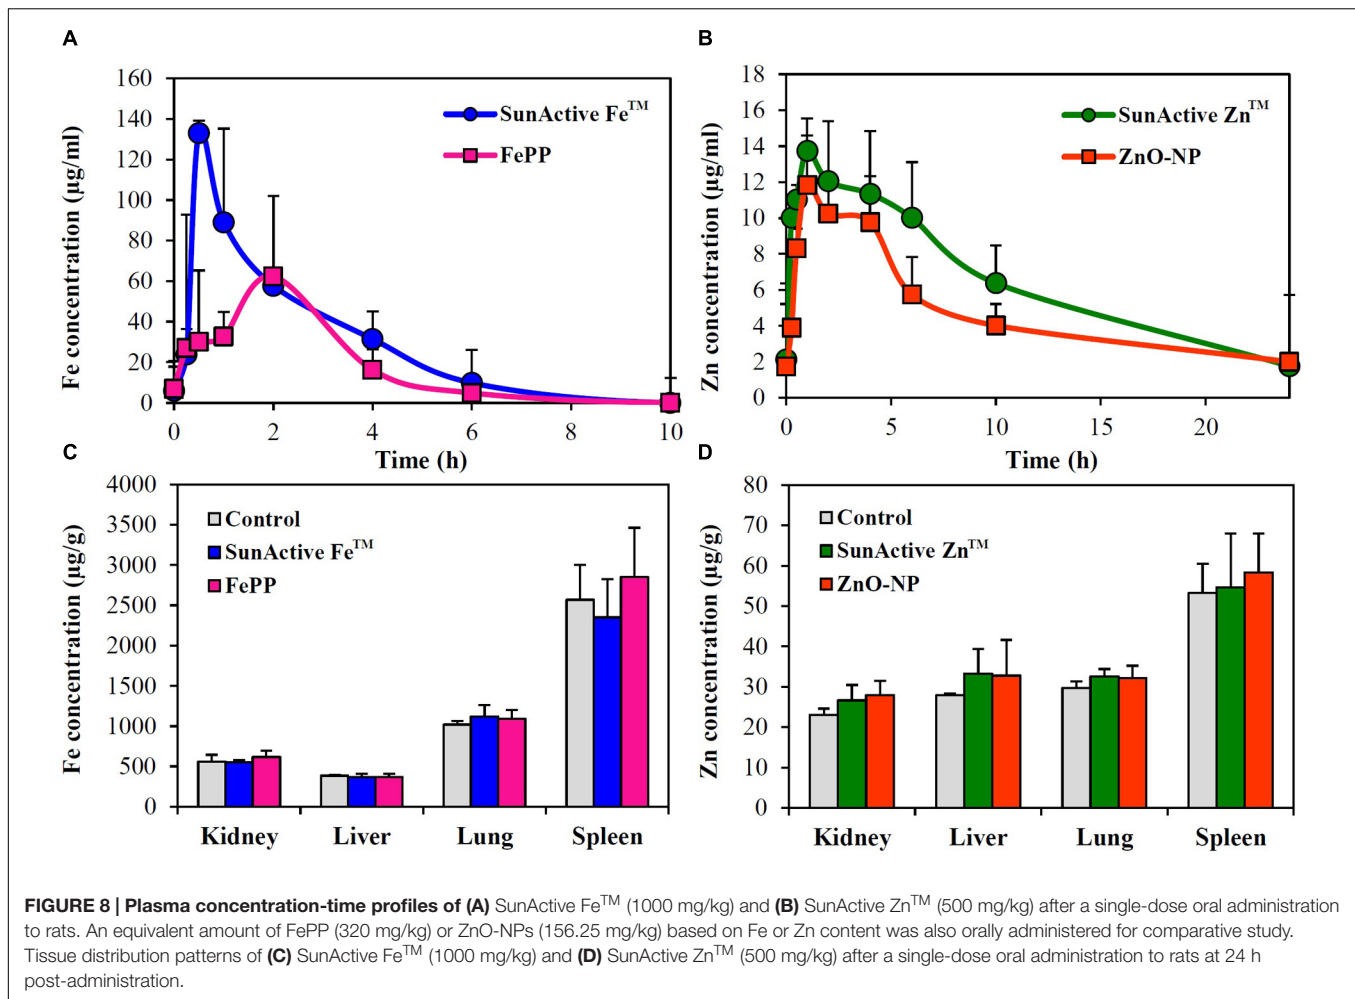 A
160
140
120
100
80
60
40
20
0
Fe concentration (µg/ml)
SunActive Fe™
FePP
0 2 4 6 8 10
Time (h)
B
18
16
14
12
10
8
6
4
2
0
Zn concentration (µg/ml)
SunActive Zn™
ZnO-NP
0 5 10 15 20
Time (h)
C
4000
3500
3000
2500
2000
1500
1000
500
0
Fe concentration (µg/g)
Control
SunActive Fe™
FePP
Kidney Liver Lung Spleen
D
80
70
60
50
40
30
20
10
0
Zn concentration (µg/g)
Control
SunActive Zn™
ZnO-NP
Kidney Liver Lung Spleen
FIGURE 8 | Plasma concentration-time profiles of (A) SunActive Fe™ (1000 mg/kg) and (B) SunActive Zn™ (500 mg/kg) after a single-dose oral administration
to rats. An equivalent amount of FePP (320 mg/kg) or ZnO-NPs (156.25 mg/kg) based on Fe or Zn content was also orally administered for comparative study.
Tissue distribution patterns of (C) SunActive Fe™ (1000 mg/kg) and (D) SunActive Zn™ (500 mg/kg) after a single-dose oral administration to rats at 24 h
post-administration.